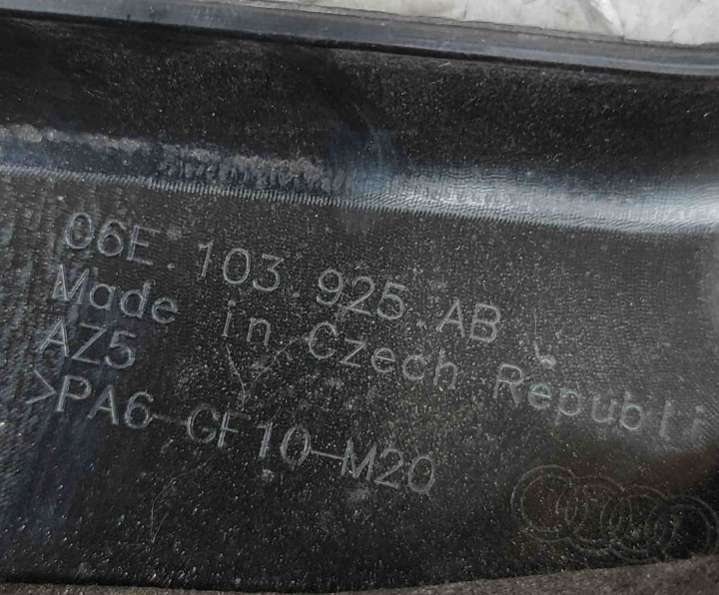 06E.103.925.AB
Made in Czech Republi
AZ5
>PA6-GF10-M20